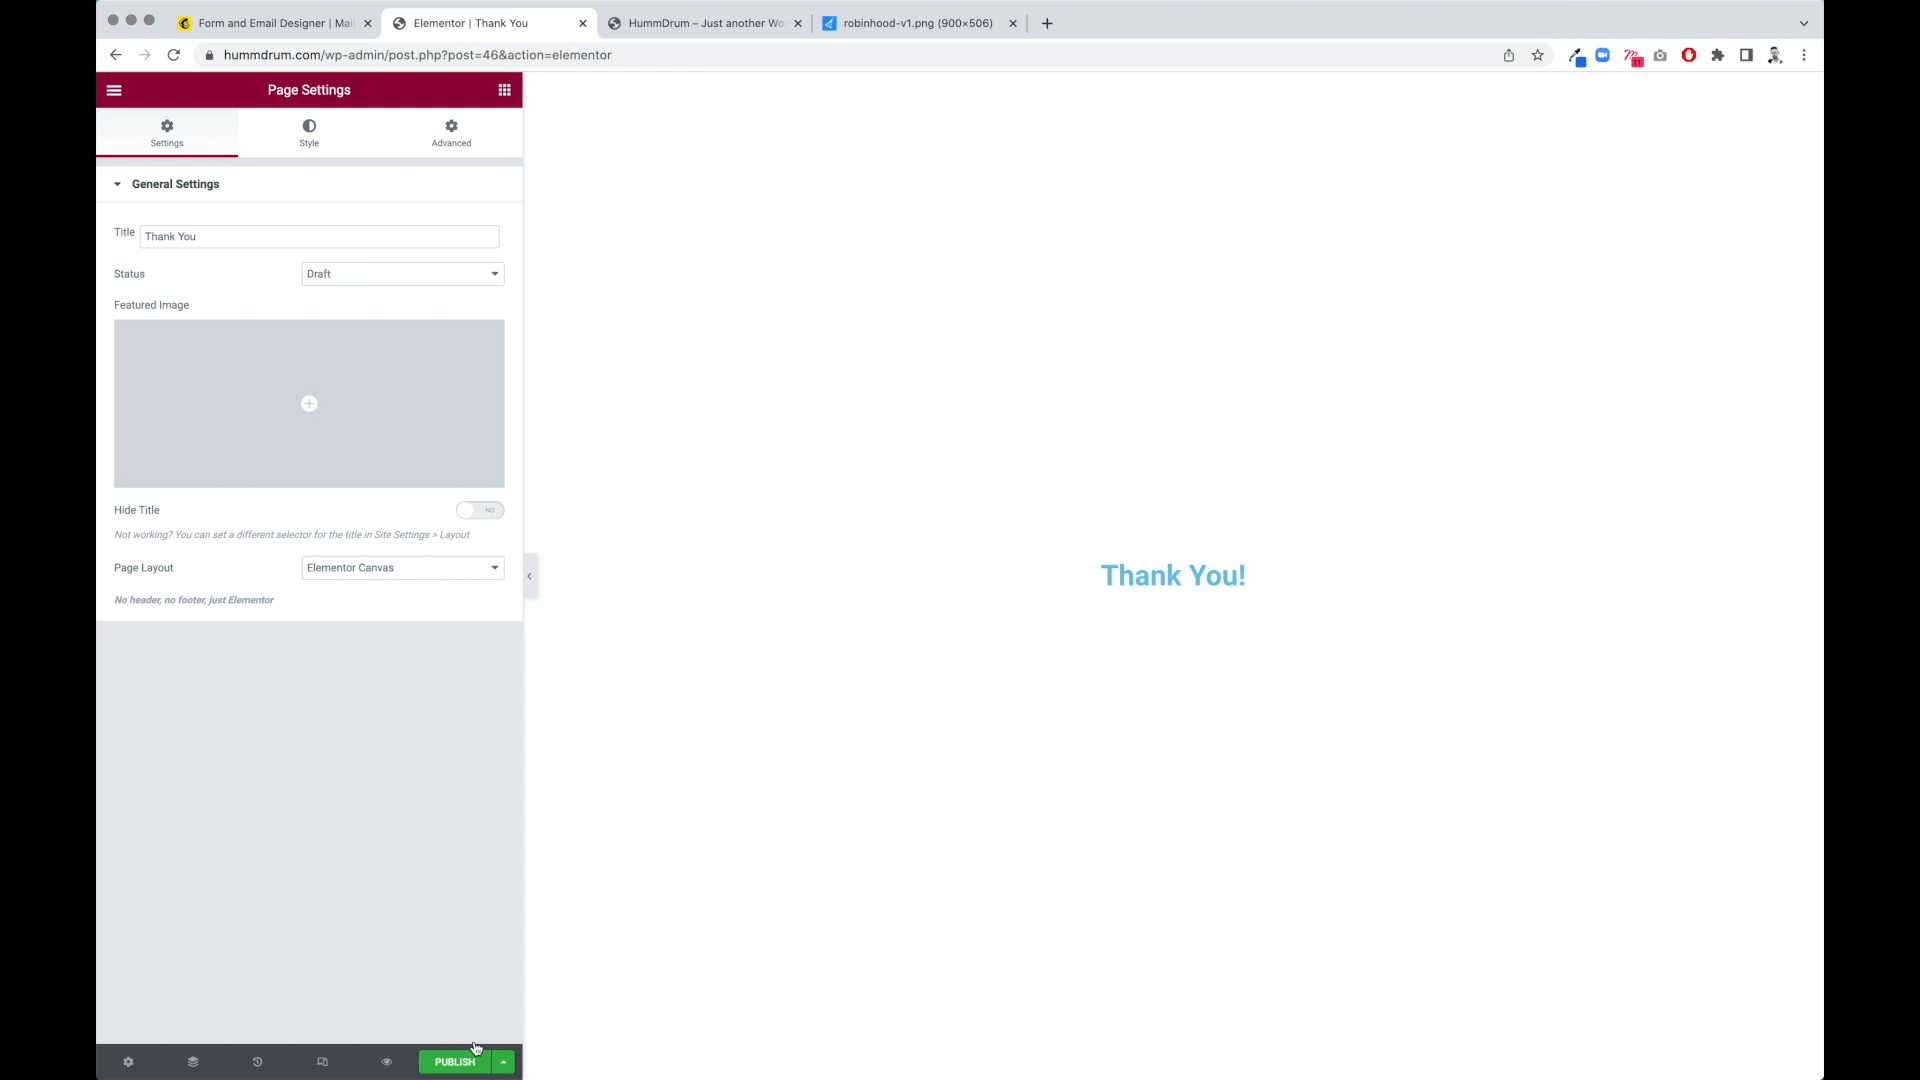 Form and Email Designer | Mai
Elementor | Thank You
HummDrum – Just another Wo
robinhood-v1.png (900×506)
hummdrum.com/wp-admin/post.php?post=46&action=elementor
11
Page Settings
Settings
Style
Advanced
General Settings
Title
Thank You
Status
Draft
Featured Image
Hide Title
NO
Not working? You can set a different selector for the title in Site Settings > Layout
Page Layout
Elementor Canvas
No header, no footer, just Elementor
Thank You!
PUBLISH